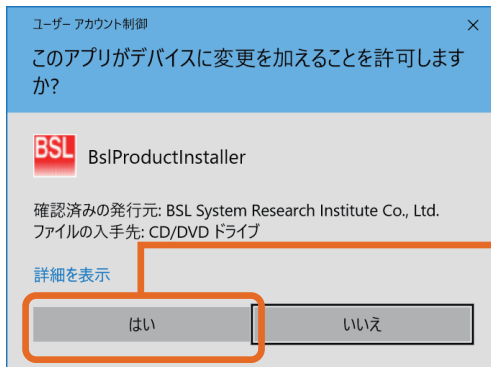 ユーザー アカウント制御
このアプリがデバイスに変更を加えることを許可します
か?
BSL
BslProductInstaller
確認済みの発行元: BSL System Research Institute Co., Ltd.
ファイルの入手先: CD/DVD ドライブ
詳細を表示
はい
いいえ